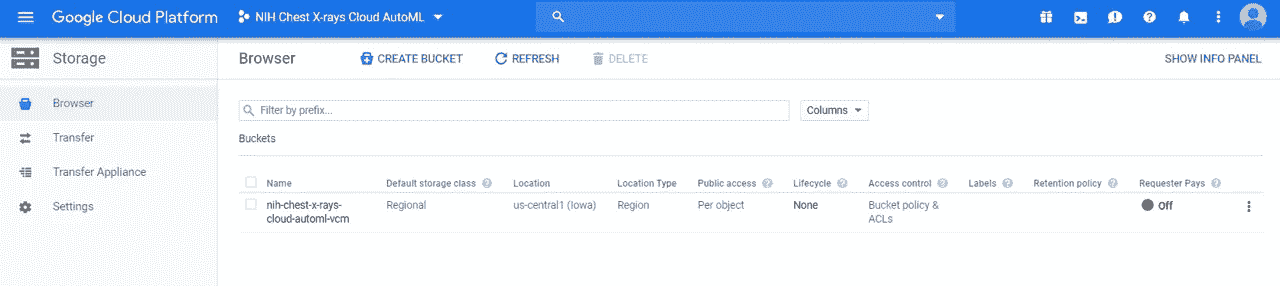 Google Cloud Platform NIH Chest X-rays Cloud AutoML
Storage Browser CREATE BUCKET REFRESH DELETE SHOW INFO PANEL
Browser
Transfer
Transfer Appliance
Settings
Filter by prefix... Columns
Buckets
Name Default storage class Location Location Type Public access Lifecycle Access control Labels Retention policy Requester Pays
nih-chest-x-rays- Regional us-central1 (Iowa) Region Per object None Bucket policy & Off
cloud-automl-vcm ACLs